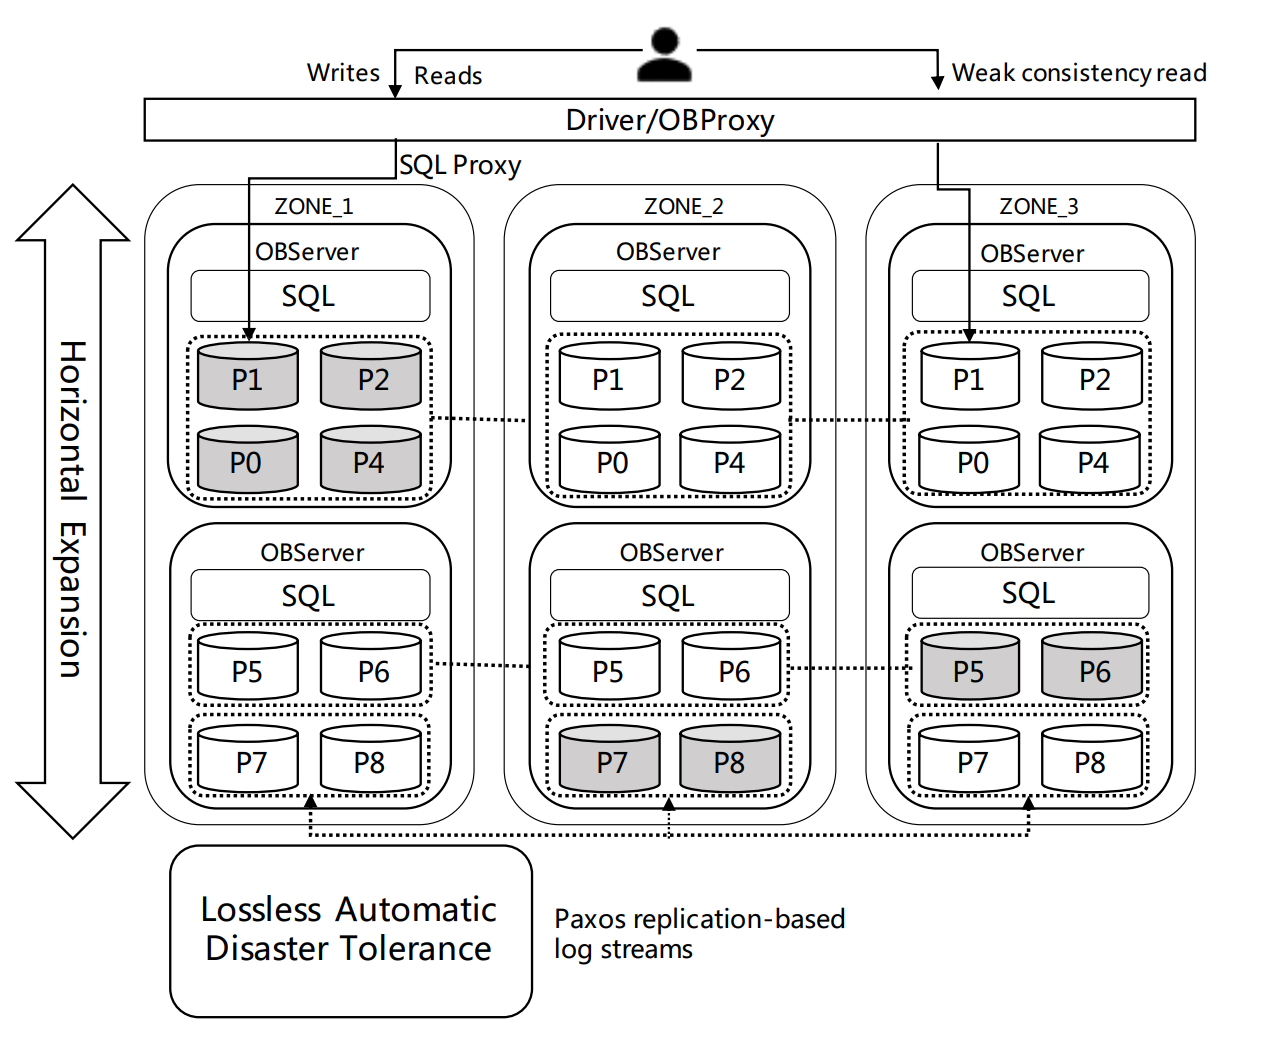 Writes
Reads
Weak consistency read
Driver/OBProxy
SQL Proxy
Horizontal Expansion
ZONE_1
OBServer
SQL
P1
P2
P0
P4
OBServer
SQL
P5
P6
P7
P8
ZONE_2
OBServer
SQL
P1
P2
P0
P4
OBServer
SQL
P5
P6
P7
P8
ZONE_3
OBServer
SQL
P1
P2
P0
P4
OBServer
SQL
P5
P6
P7
P8
Lossless Automatic
Disaster Tolerance
Paxos replication-based
log streams